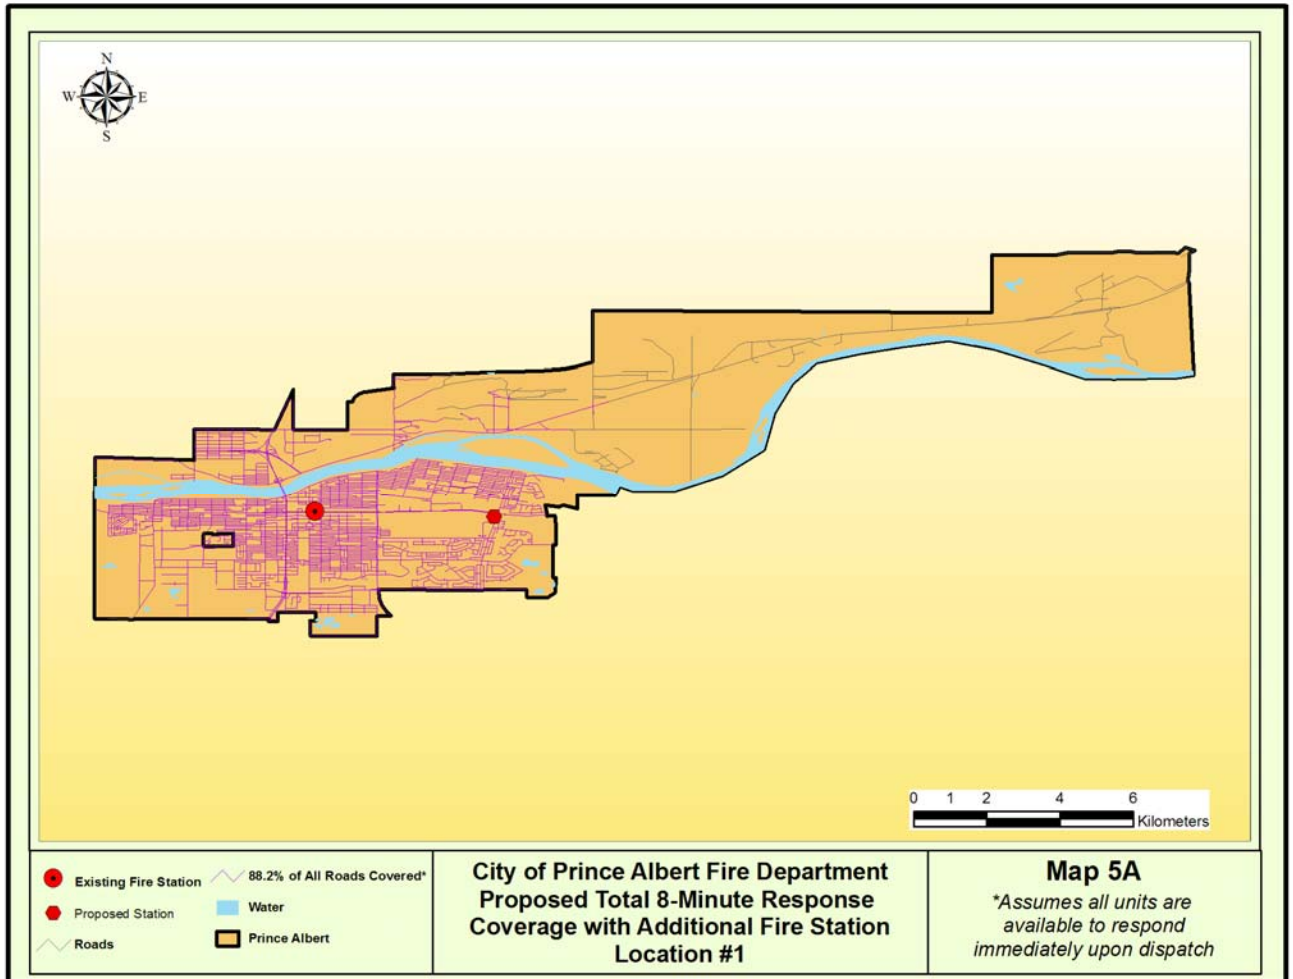 N
W E
S
0 1 2 4 6
Kilometers
Existing Fire Station
Proposed Station
Roads
88.2% of All Roads Covered*
Water
Prince Albert
City of Prince Albert Fire Department
Proposed Total 8-Minute Response
Coverage with Additional Fire Station
Location #1
Map 5A
*Assumes all units are
available to respond
immediately upon dispatch